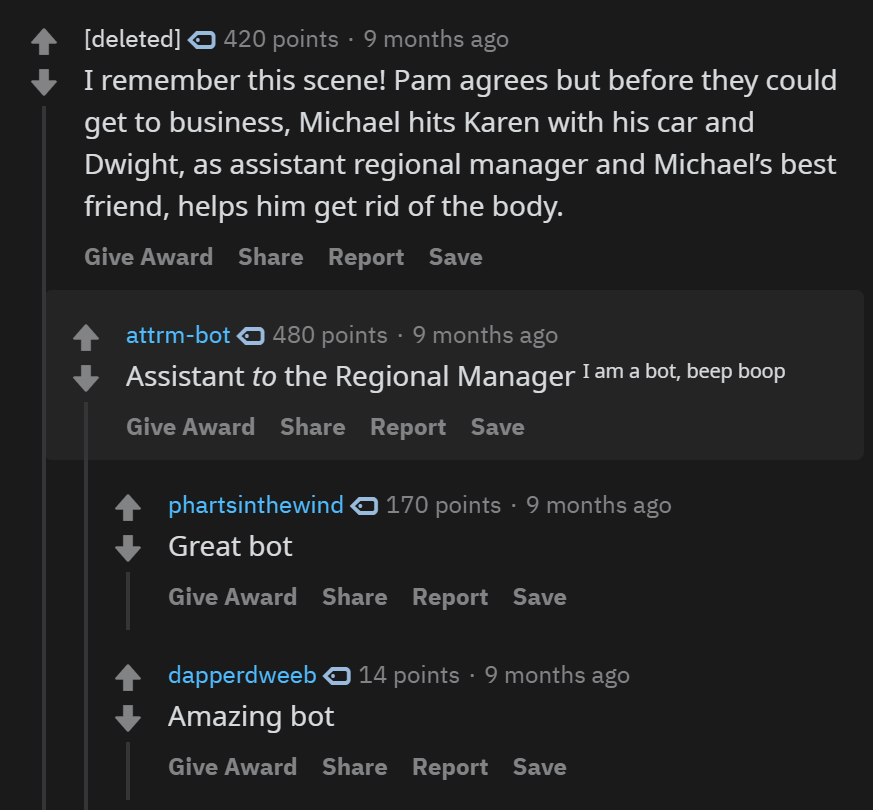 [deleted] 420 points · 9 months ago
I remember this scene! Pam agrees but before they could
get to business, Michael hits Karen with his car and
Dwight, as assistant regional manager and Michael’s best
friend, helps him get rid of the body.
Give Award Share Report Save
attrm-bot 480 points · 9 months ago
Assistant to the Regional Manager I am a bot, beep boop
Give Award Share Report Save
phartsinthewind 170 points · 9 months ago
Great bot
Give Award Share Report Save
dapperdweeb 14 points · 9 months ago
Amazing bot
Give Award Share Report Save